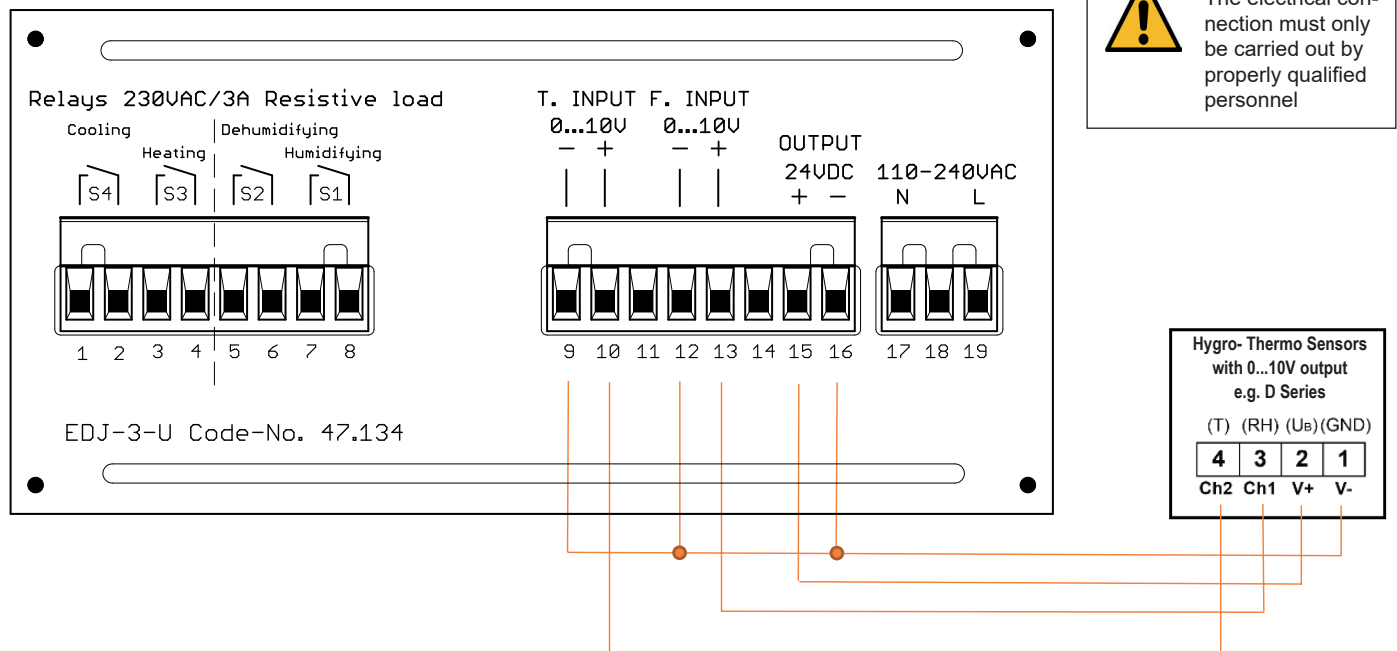 The electrical con-
nection must only
be carried out by
properly qualified
personnel
Relays 230VAC/3A Resistive load
Cooling
Dehumidifying
Heating
Humidifying
S4 S3 S2 S1
1 2 3 4 5 6 7 8
T. INPUT F. INPUT
0...10V 0...10V
- + - +
OUTPUT
24VDC
+ -
110-240VAC
N L
9 10 11 12 13 14 15 16 17 18 19
EDJ-3-U Code-No. 47.134
Hygro- Thermo Sensors
with 0...10V output
e.g. D Series
(T) (RH) (UB) (GND)
4 3 2 1
Ch2 Ch1 V+ V-